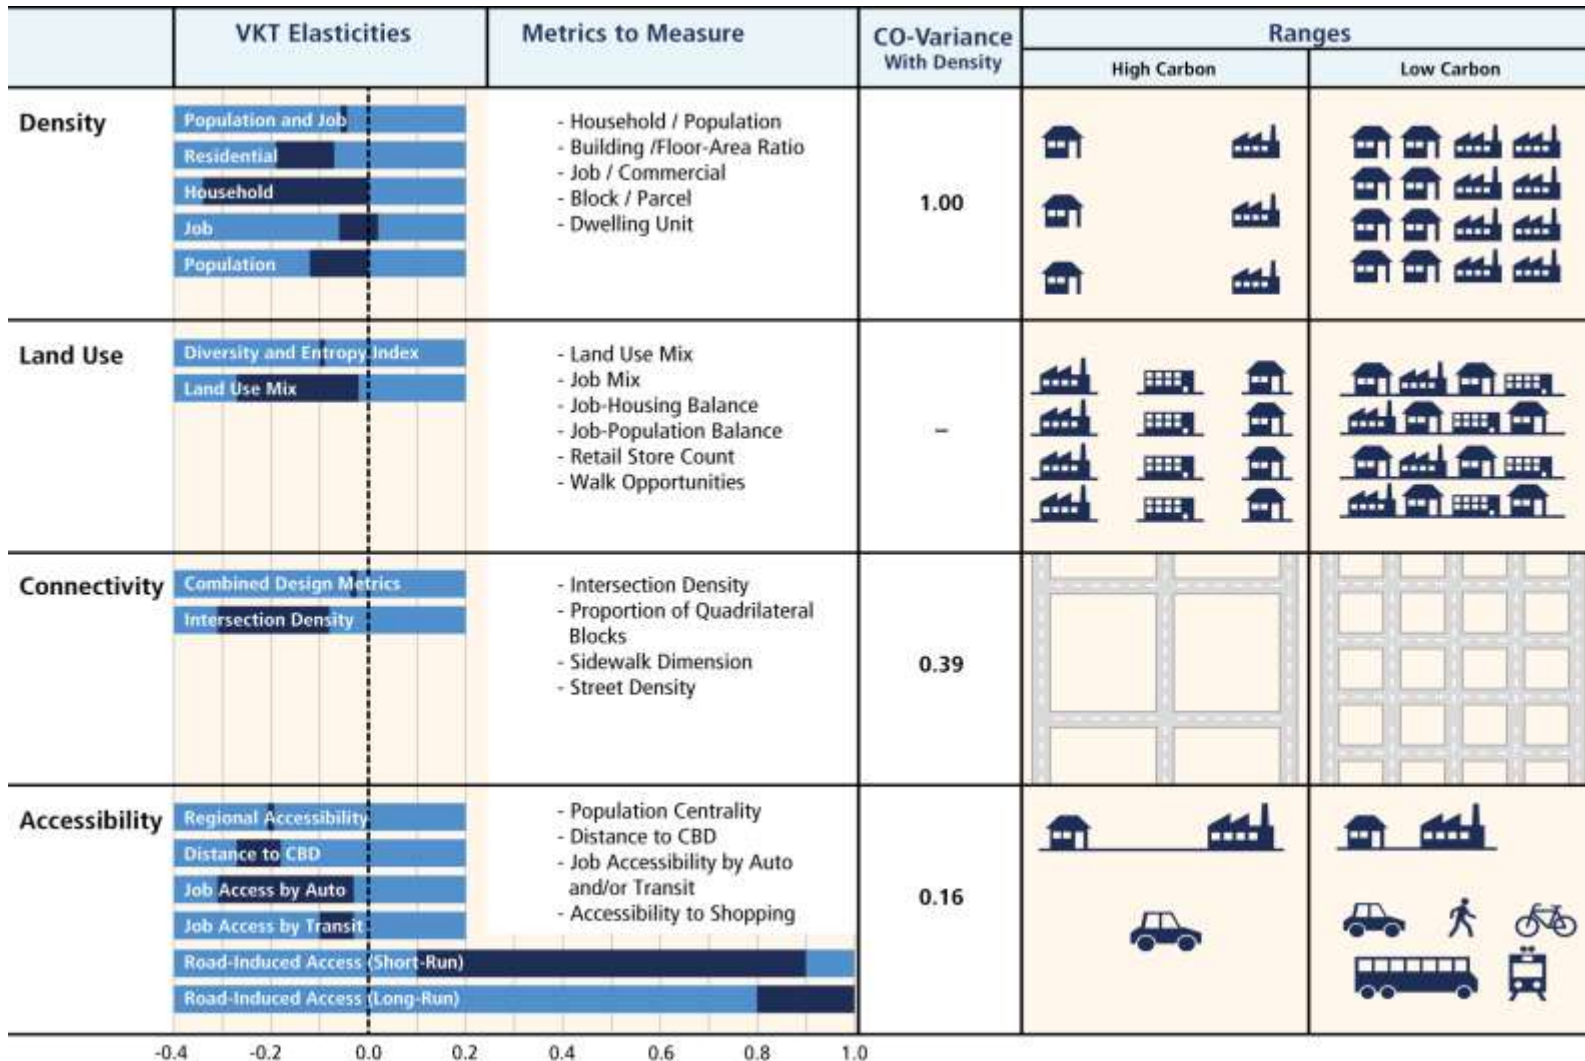 VKT Elasticities
Metrics to Measure
CO-Variance
With Density
Ranges
High Carbon
Low Carbon
Density
Population and Job
Residential
Household
Job
Population
- Household / Population
- Building /Floor-Area Ratio
- Job / Commercial
- Block / Parcel
- Dwelling Unit
1.00
Land Use
Diversity and Entropy Index
Land Use Mix
- Land Use Mix
- Job Mix
- Job-Housing Balance
- Job-Population Balance
- Retail Store Count
- Walk Opportunities
–
Connectivity
Combined Design Metrics
Intersection Density
- Intersection Density
- Proportion of Quadrilateral
Blocks
- Sidewalk Dimension
- Street Density
0.39
Accessibility
Regional Accessibility
Distance to CBD
Job Access by Auto
Job Access by Transit
Road-Induced Access (Short-Run)
Road-Induced Access (Long-Run)
- Population Centrality
- Distance to CBD
- Job Accessibility by Auto
and/or Transit
- Accessibility to Shopping
0.16
-0.4 -0.2 0.0 0.2 0.4 0.6 0.8 1.0